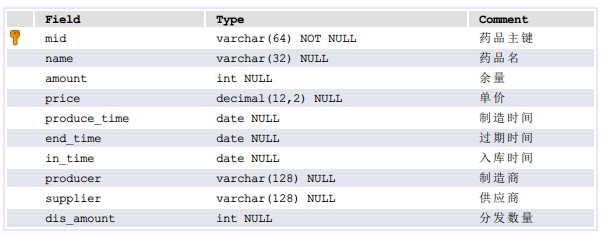 Field Type Comment
mid varchar(64) NOT NULL 药品主键
name varchar(32) NULL 药品名
amount int NULL 余量
price decimal(12,2) NULL 单价
produce_time date NULL 制造时间
end_time date NULL 过期时间
in_time date NULL 入库时间
producer varchar(128) NULL 制造商
supplier varchar(128) NULL 供应商
dis_amount int NULL 分发数量